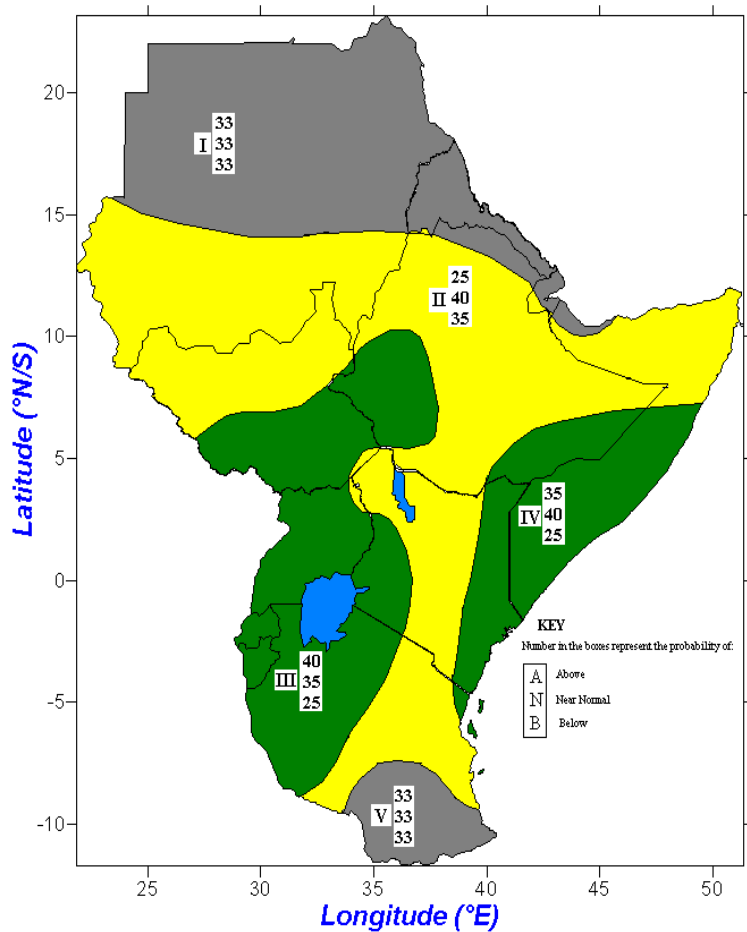 20
15
10
5
0
-5
-10
Latitude (°N/S)
33
I 33
33
25
II 40
35
35
IV 40
25
40
III 35
25
33
V 33
33
KEY
Number in the boxes represent the probability of:
A Above
N Near Normal
B Below
25 30 35 40 45 50
Longitude (°E)